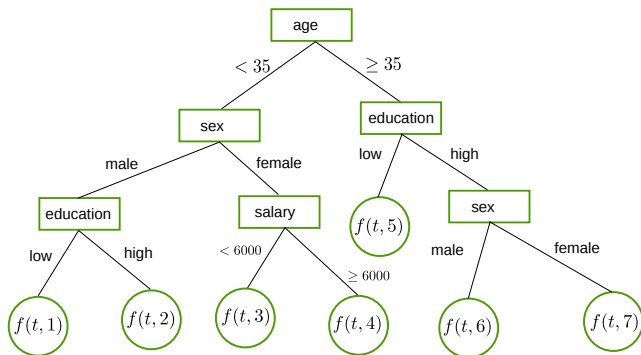 age
< 35
≥ 35
sex
education
male
female
low
high
education
salary
f(t, 5)
sex
low
high
< 6000
≥ 6000
male
female
f(t, 1)
f(t, 2)
f(t, 3)
f(t, 4)
f(t, 6)
f(t, 7)